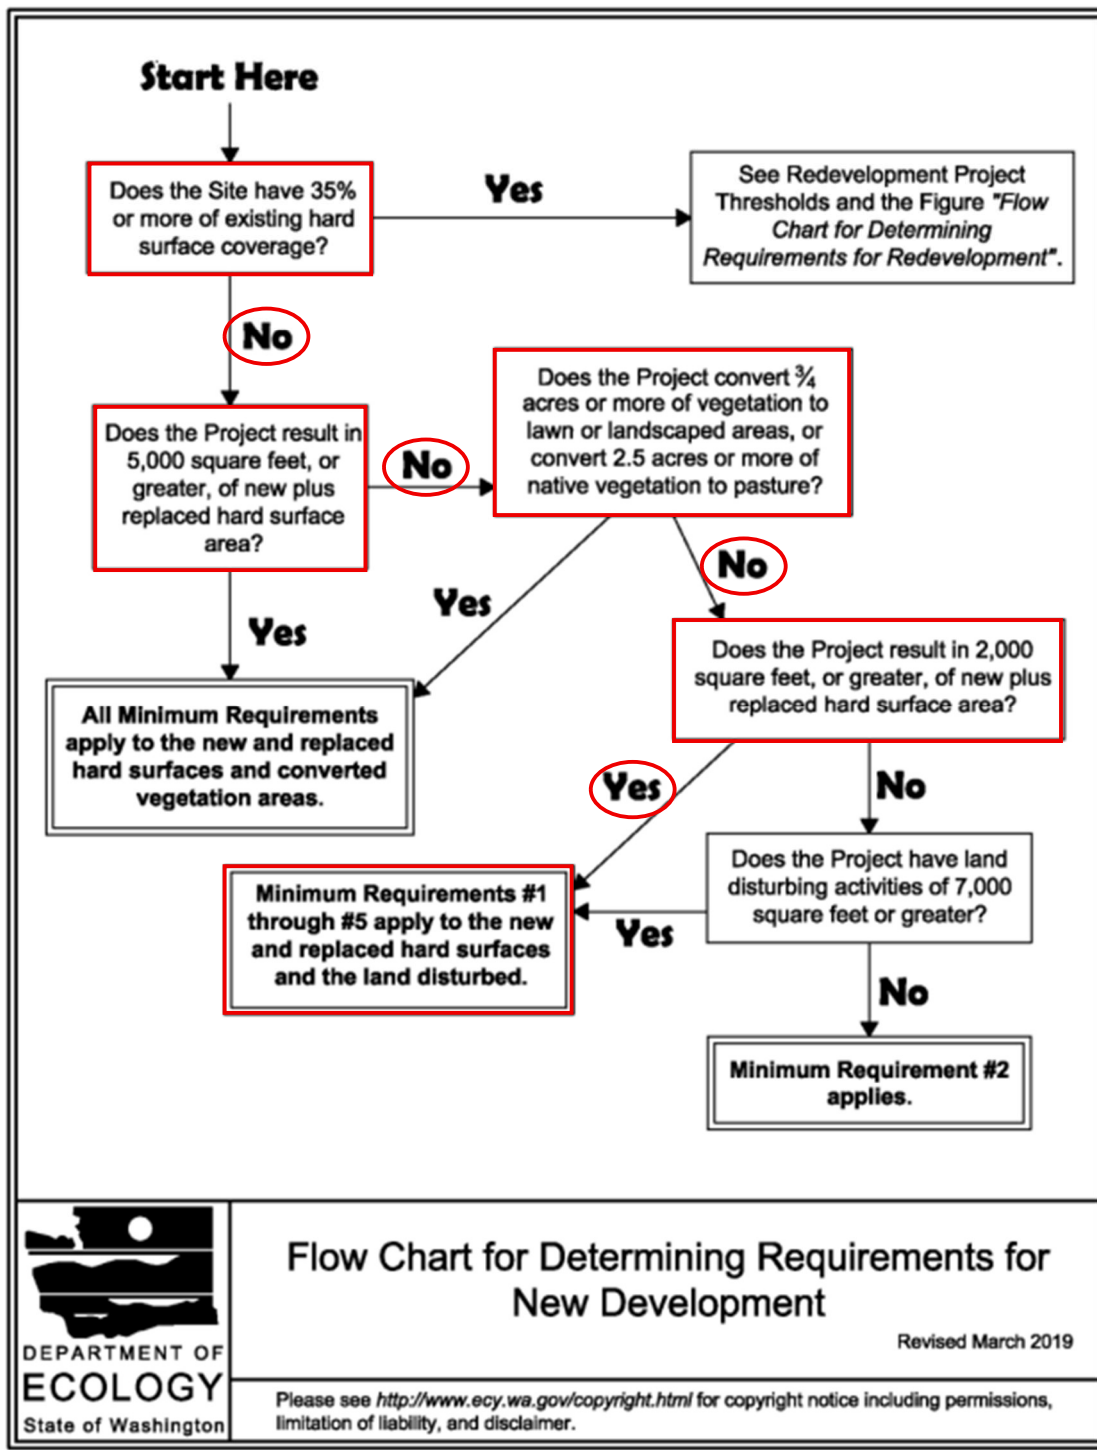 Start Here
Does the Site have 35%
or more of existing hard
surface coverage?
Yes
See Redevelopment Project
Thresholds and the Figure "Flow
Chart for Determining
Requirements for Redevelopment".
No
Does the Project result in
5,000 square feet, or
greater, of new plus
replaced hard surface
area?
No
Does the Project convert ¾
acres or more of vegetation to
lawn or landscaped areas, or
convert 2.5 acres or more of
native vegetation to pasture?
Yes
Yes
No
All Minimum Requirements
apply to the new and replaced
hard surfaces and converted
vegetation areas.
Does the Project result in 2,000
square feet, or greater, of new plus
replaced hard surface area?
Yes
No
Minimum Requirements #1
through #5 apply to the new
and replaced hard surfaces
and the land disturbed.
Does the Project have land
disturbing activities of 7,000
square feet or greater?
Yes
No
Minimum Requirement #2
applies.
DEPARTMENT OF
ECOLOGY
State of Washington
Flow Chart for Determining Requirements for
New Development
Revised March 2019
Please see http://www.ecy.wa.gov/copyright.html for copyright notice including permissions,
limitation of liability, and disclaimer.